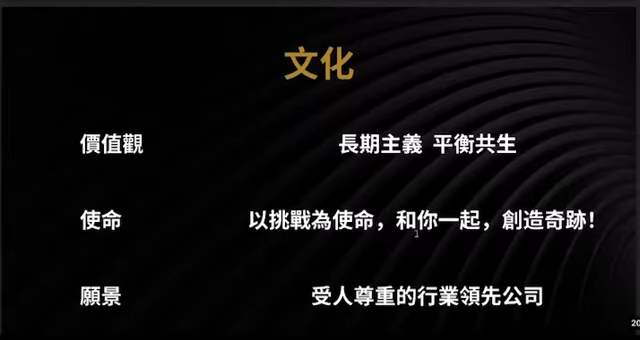 文化
價值觀 長期主義 平衡共生
使命 以挑戰為使命，和你一起，創造奇跡！
願景 受人尊重的行業領先公司
20